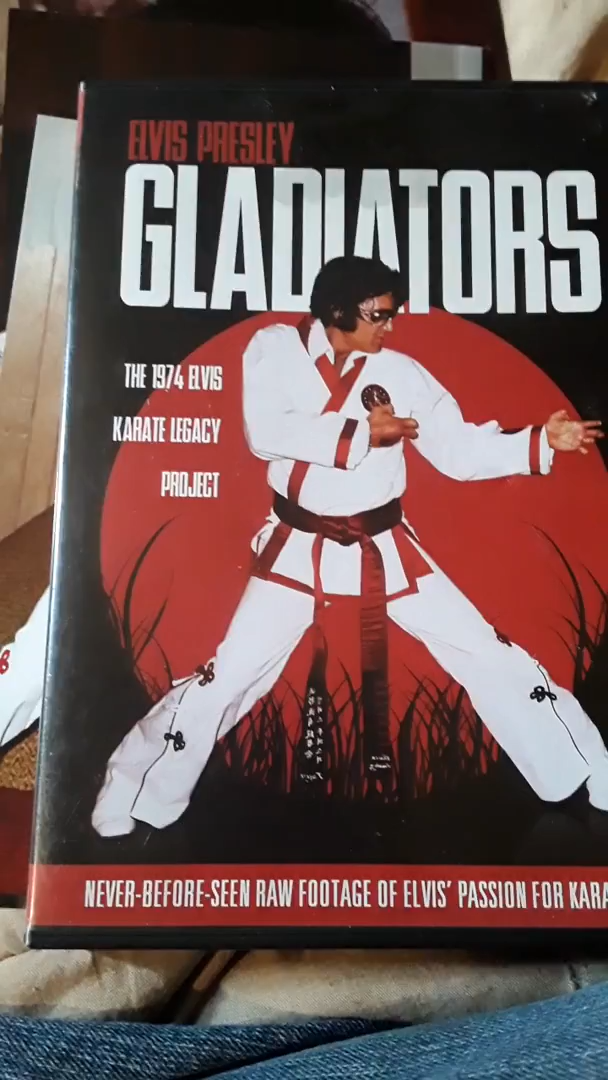 ELVIS PRESLEY
GLADIATORS
THE 1974 ELVIS
KARATE LEGACY
PROJECT
NEVER-BEFORE-SEEN RAW FOOTAGE OF ELVIS' PASSION FOR KARA